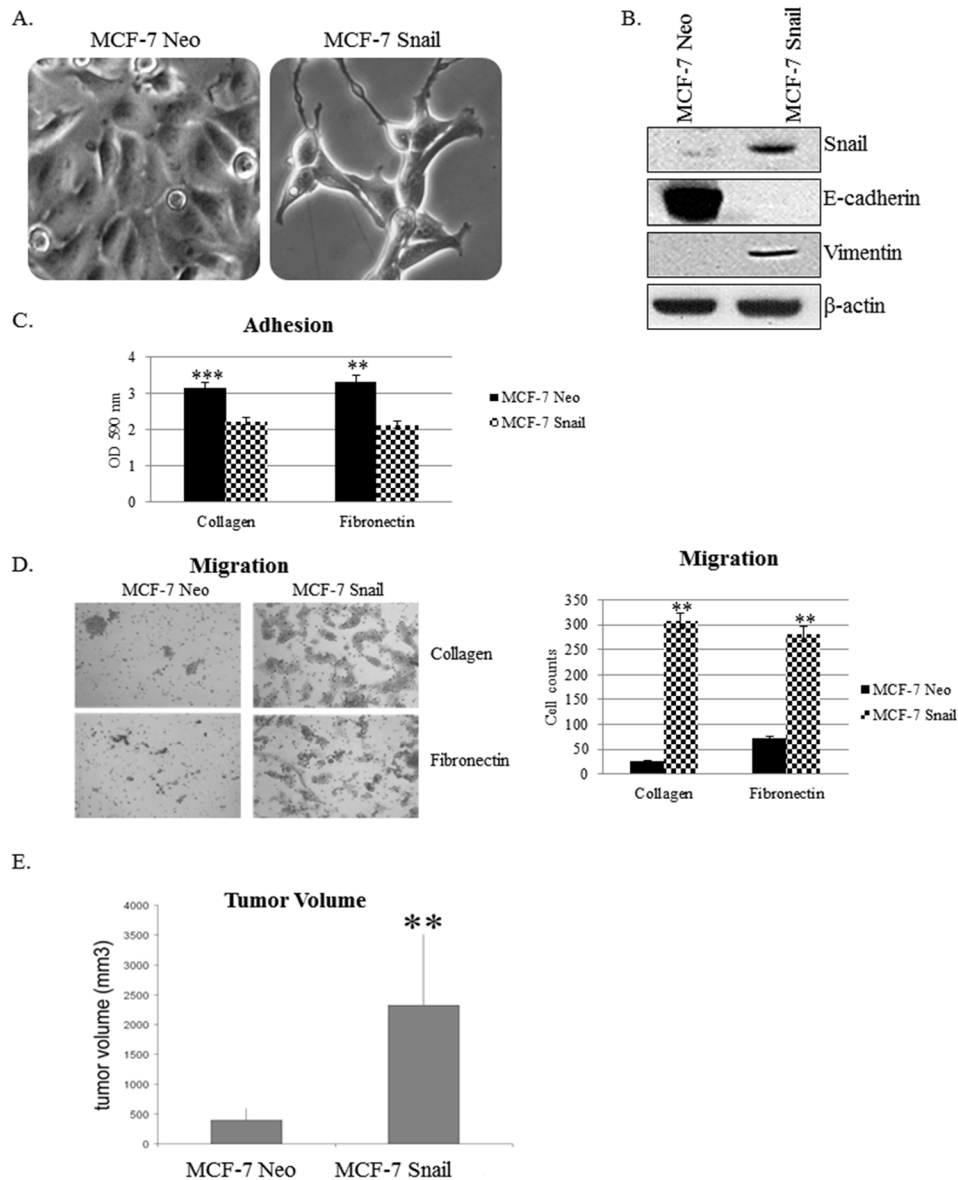 A.
MCF-7 Neo
MCF-7 Snail
B.
MCF-7 Neo
MCF-7 Snail
Snail
E-cadherin
Vimentin
β-actin
C.
Adhesion
4
3
2
1
0
OD 590 nm
***
**
Collagen
Fibronectin
MCF-7 Neo
MCF-7 Snail
D.
Migration
MCF-7 Neo
MCF-7 Snail
Collagen
Fibronectin
Migration
350
300
250
200
150
100
50
0
Cell counts
**
**
Collagen
Fibronectin
MCF-7 Neo
MCF-7 Snail
E.
Tumor Volume
4000
3500
3000
2500
2000
1500
1000
500
0
tumor volume (mm3)
**
MCF-7 Neo
MCF-7 Snail